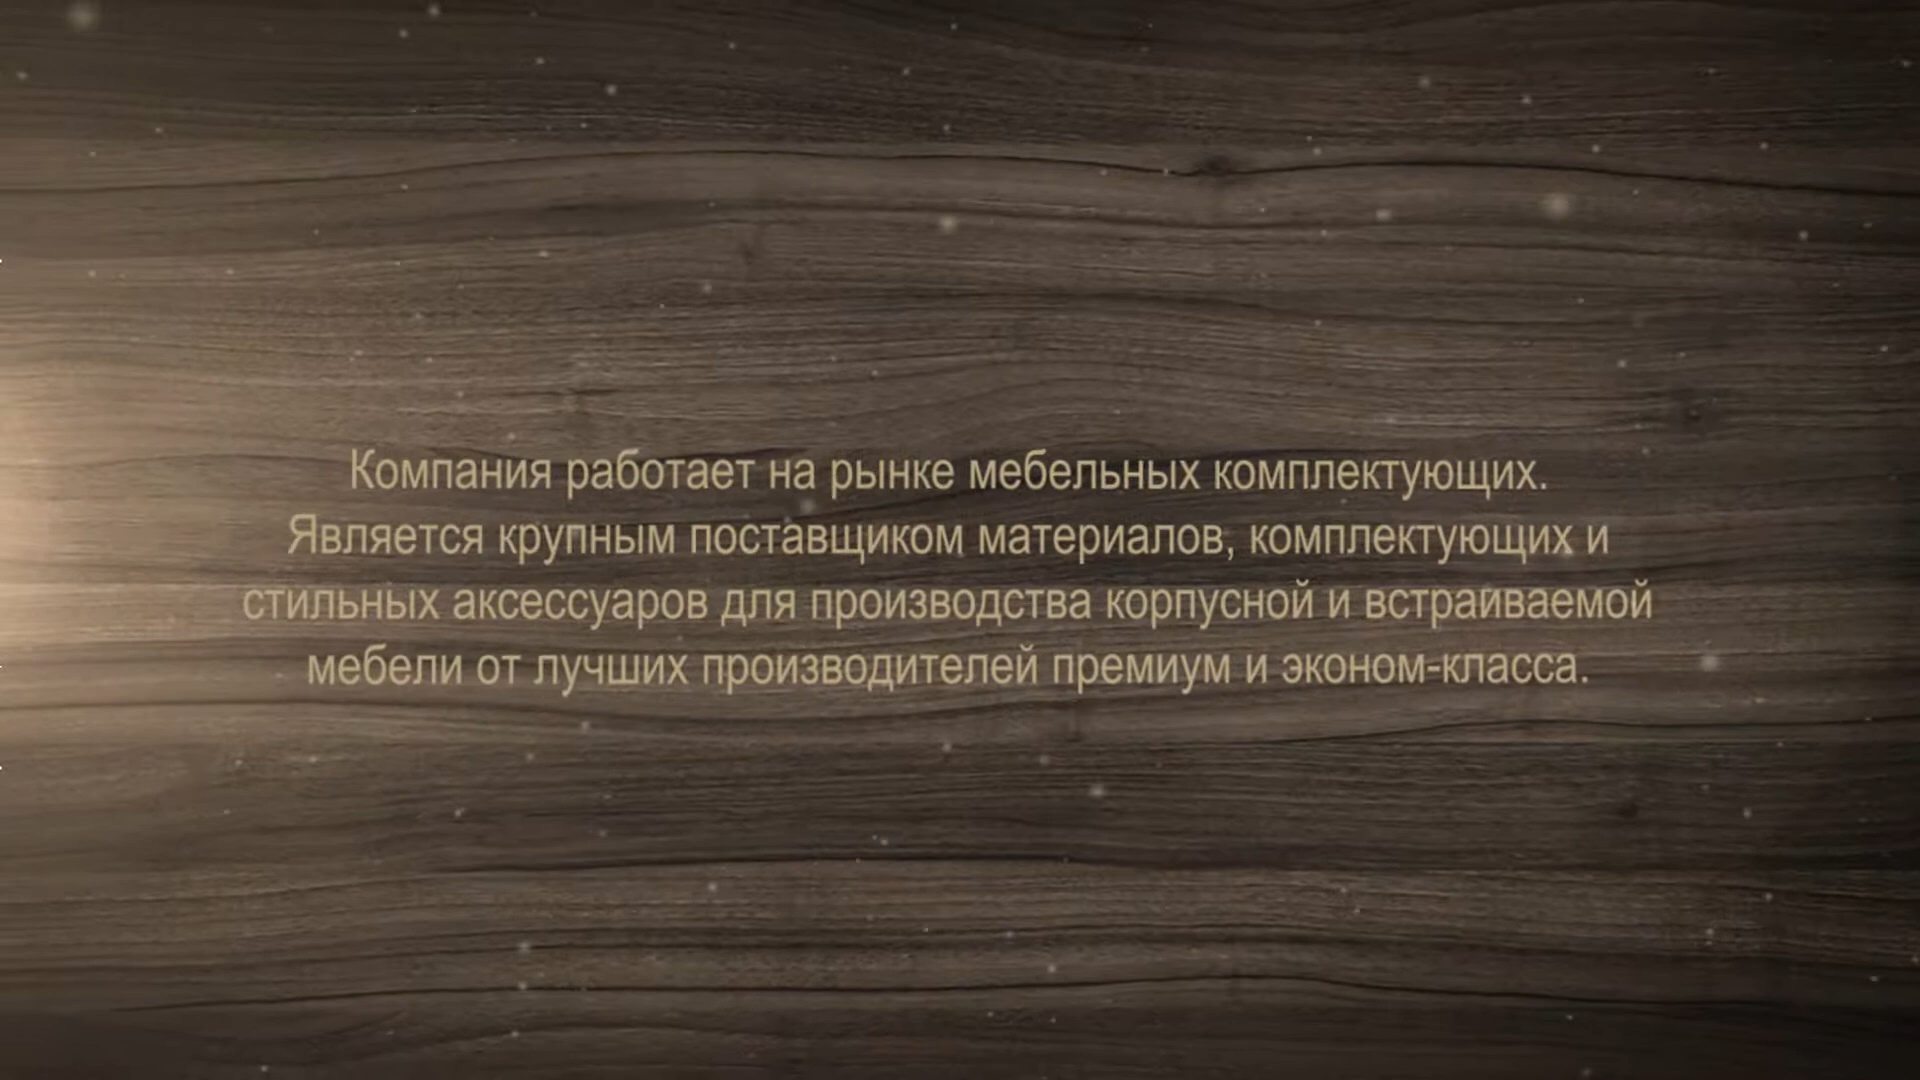 Компания работает на рынке мебельных комплектующих.
Является крупным поставщиком материалов, комплектующих и
стильных аксессуаров для производства корпусной и встраиваемой
мебели от лучших производителей премиум и эконом-класса.